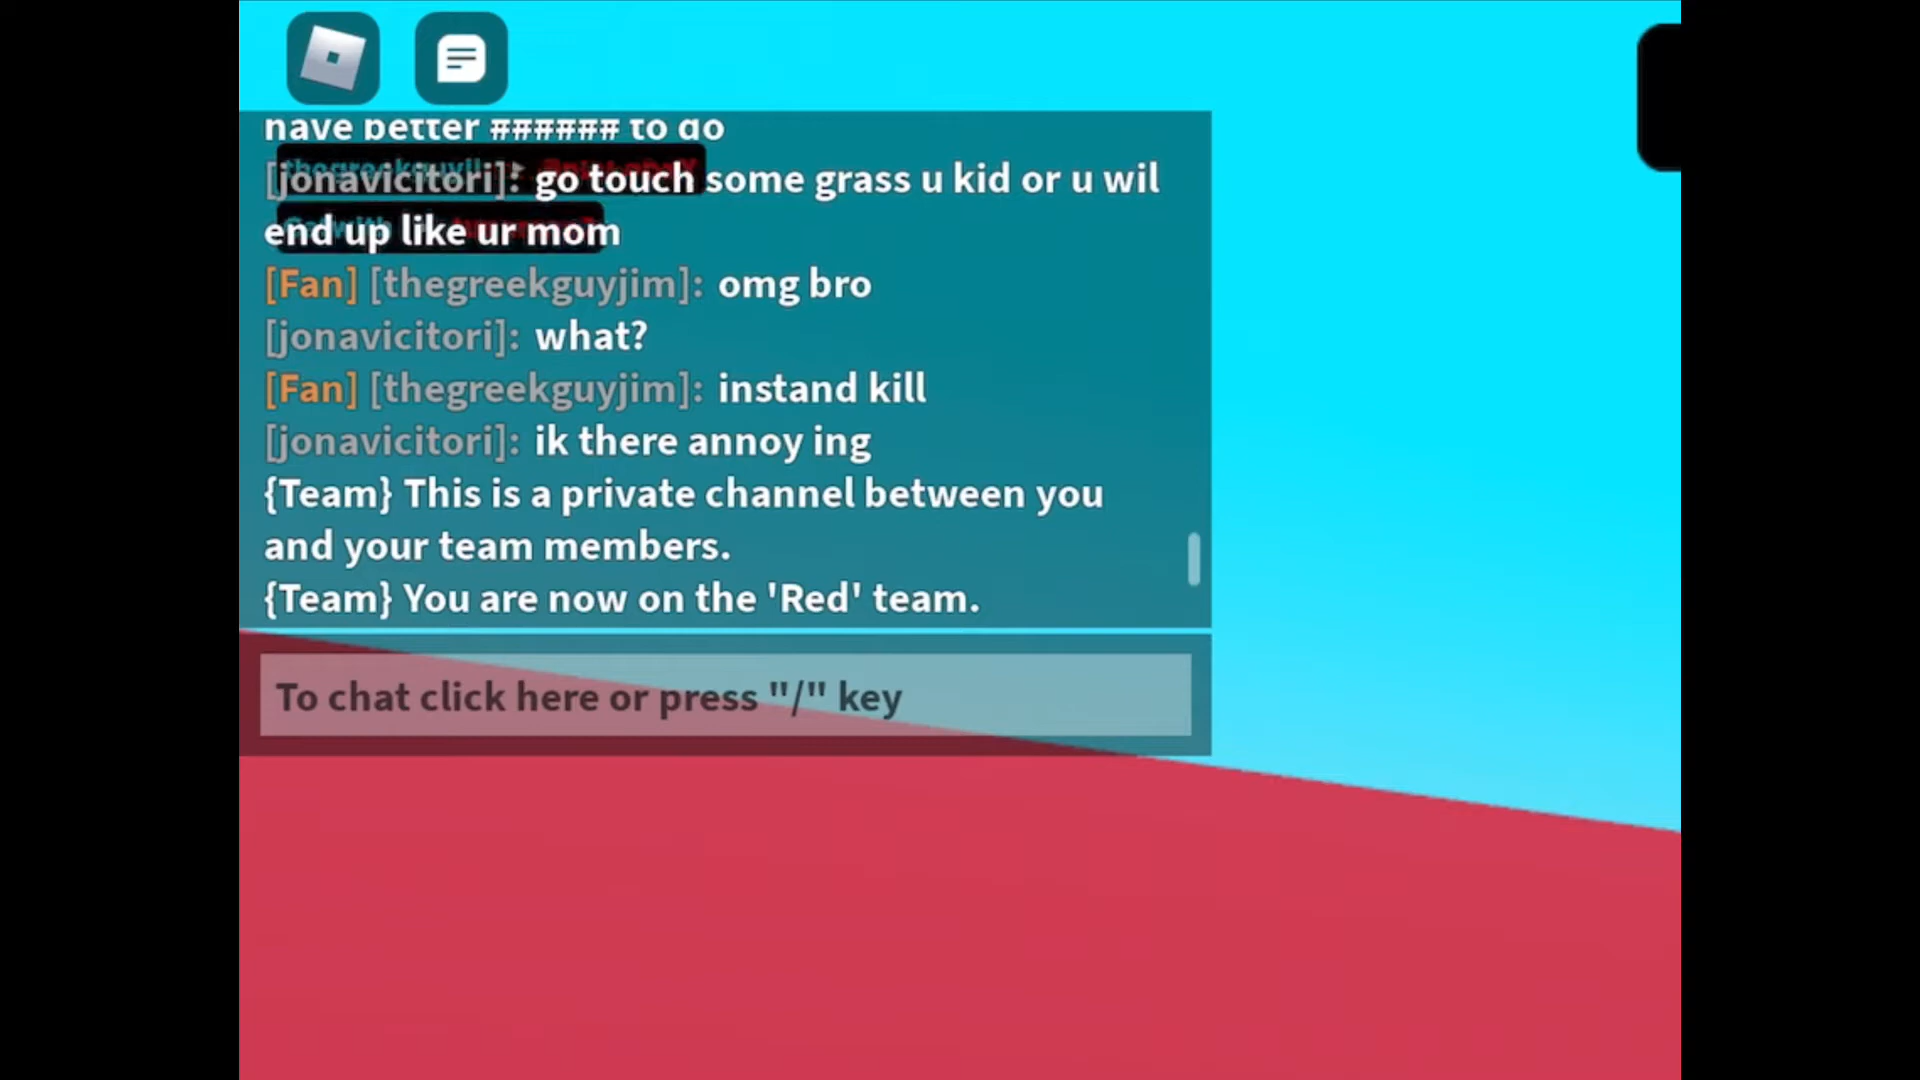 have better ###### to do
[jonavicitori]: go touch some grass u kid or u wil
end up like ur mom
[Fan] [thegreekguyjim]: omg bro
[jonavicitori]: what?
[Fan] [thegreekguyjim]: instand kill
[jonavicitori]: ik there annoy ing
{Team} This is a private channel between you
and your team members.
{Team} You are now on the 'Red' team.
To chat click here or press "/" key